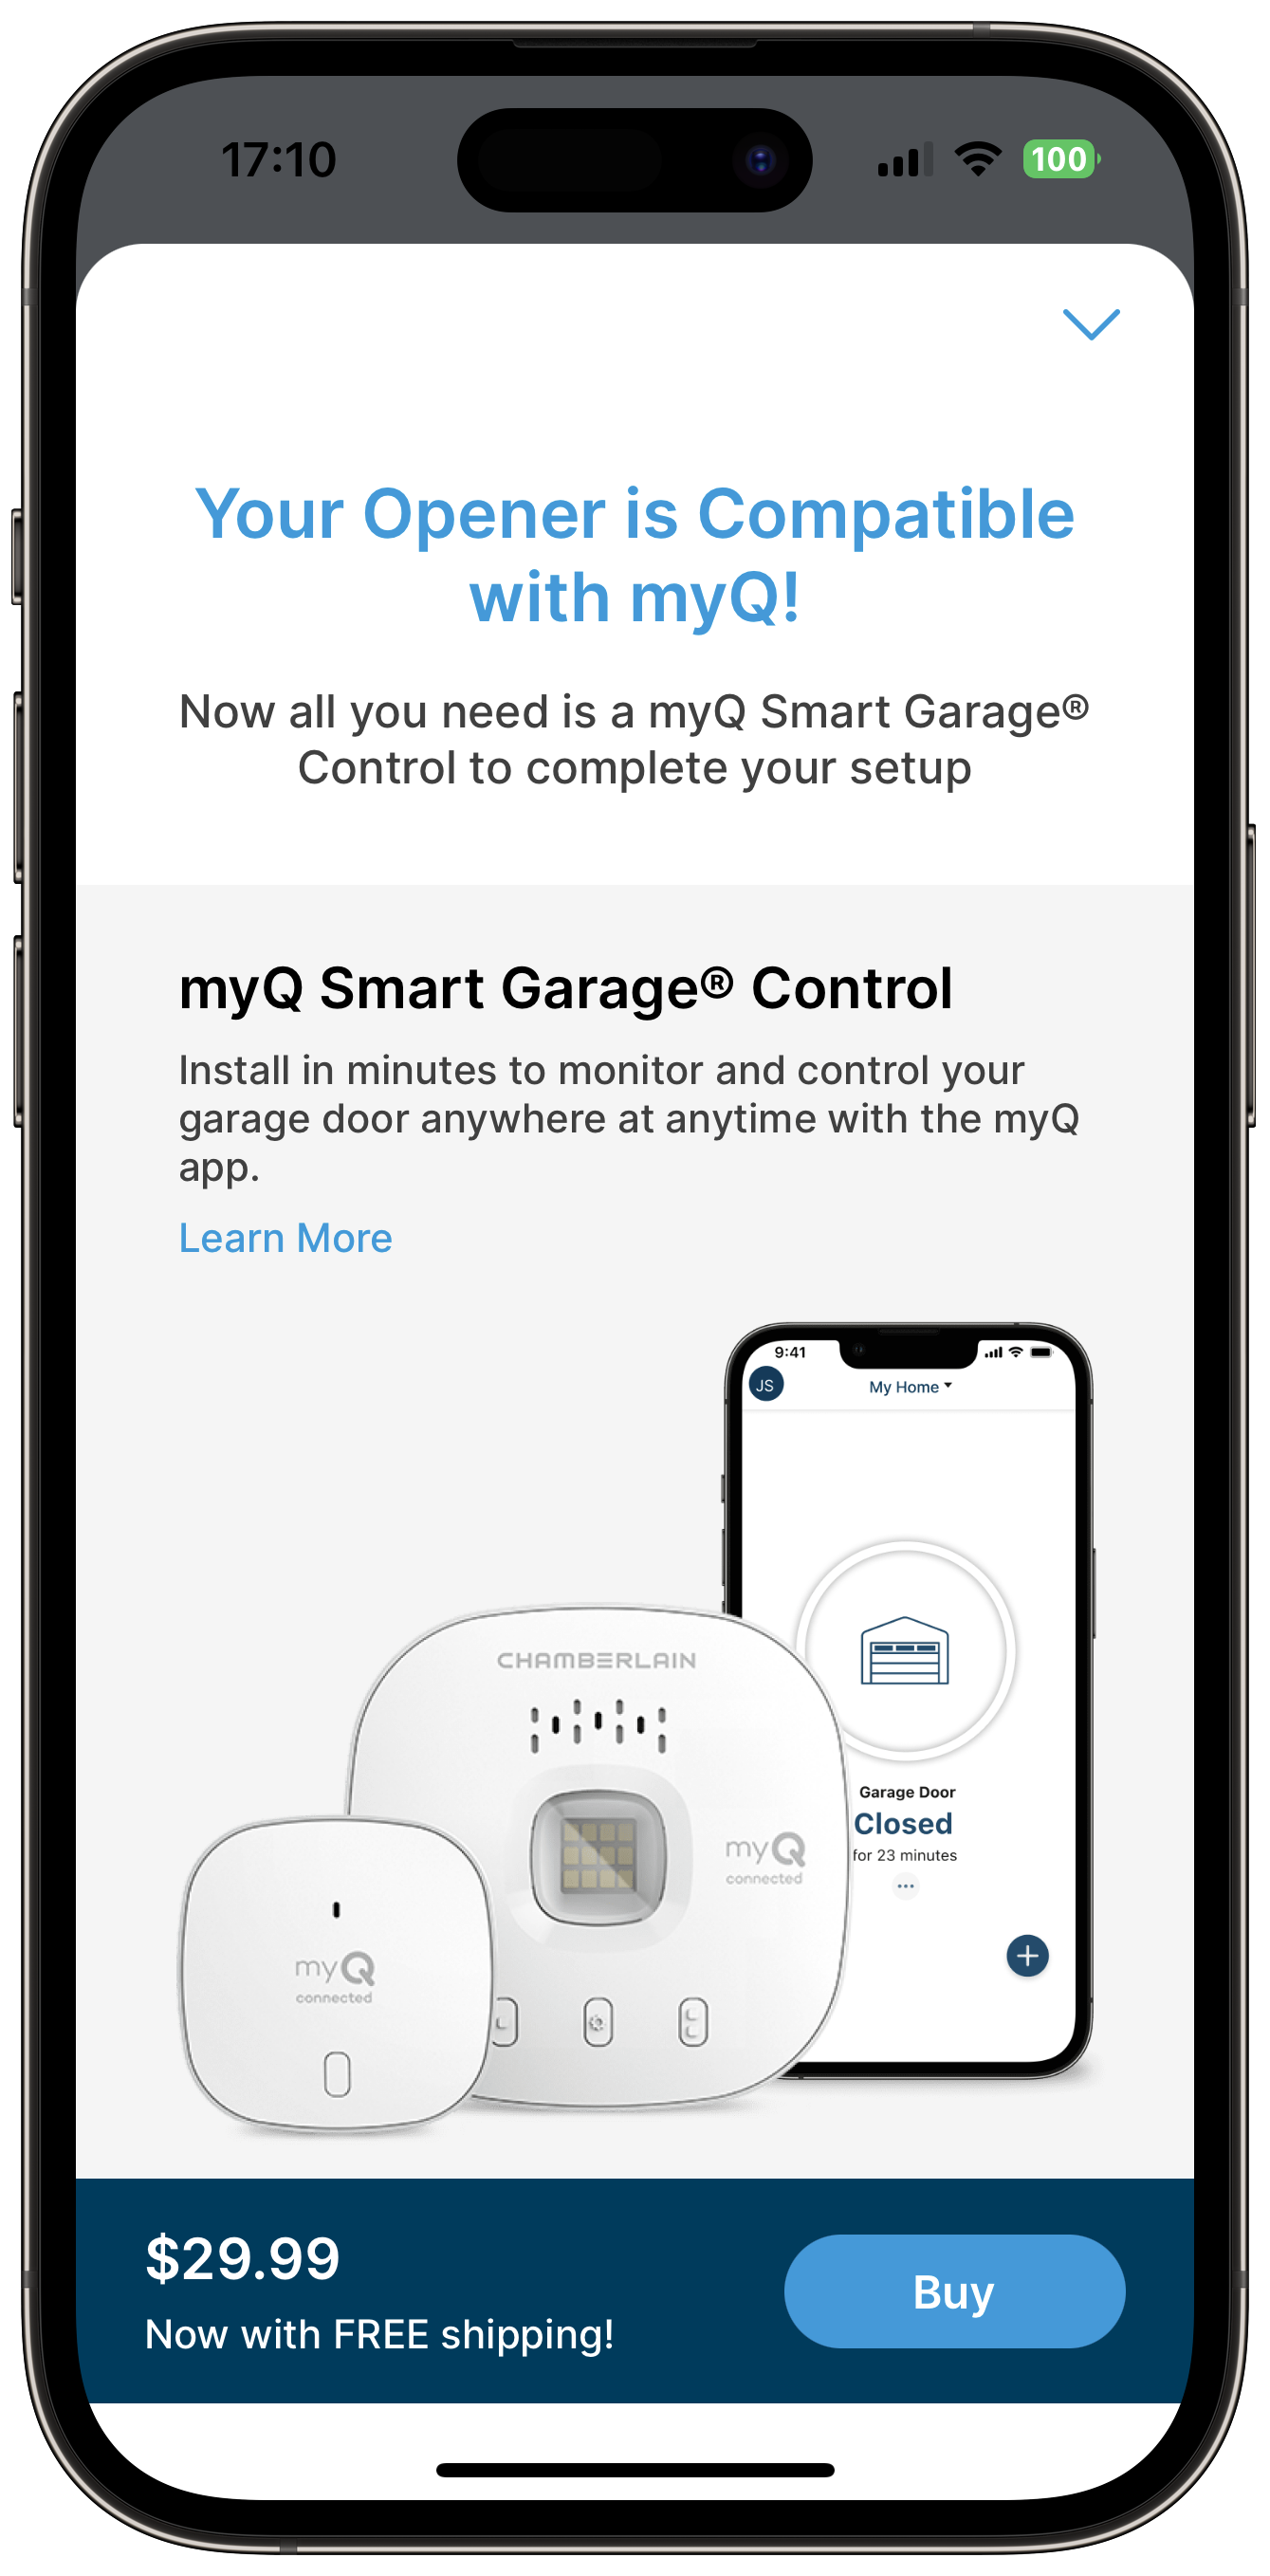 17:10
100
Your Opener is Compatible
with myQ!
Now all you need is a myQ Smart Garage®
Control to complete your setup
myQ Smart Garage® Control
Install in minutes to monitor and control your
garage door anywhere at anytime with the myQ
app.
Learn More
9:41
JS
My Home
CHAMBERLAIN
myQ
connected
Garage Door
Closed
for 23 minutes
myQ
connected
$29.99
Now with FREE shipping!
Buy